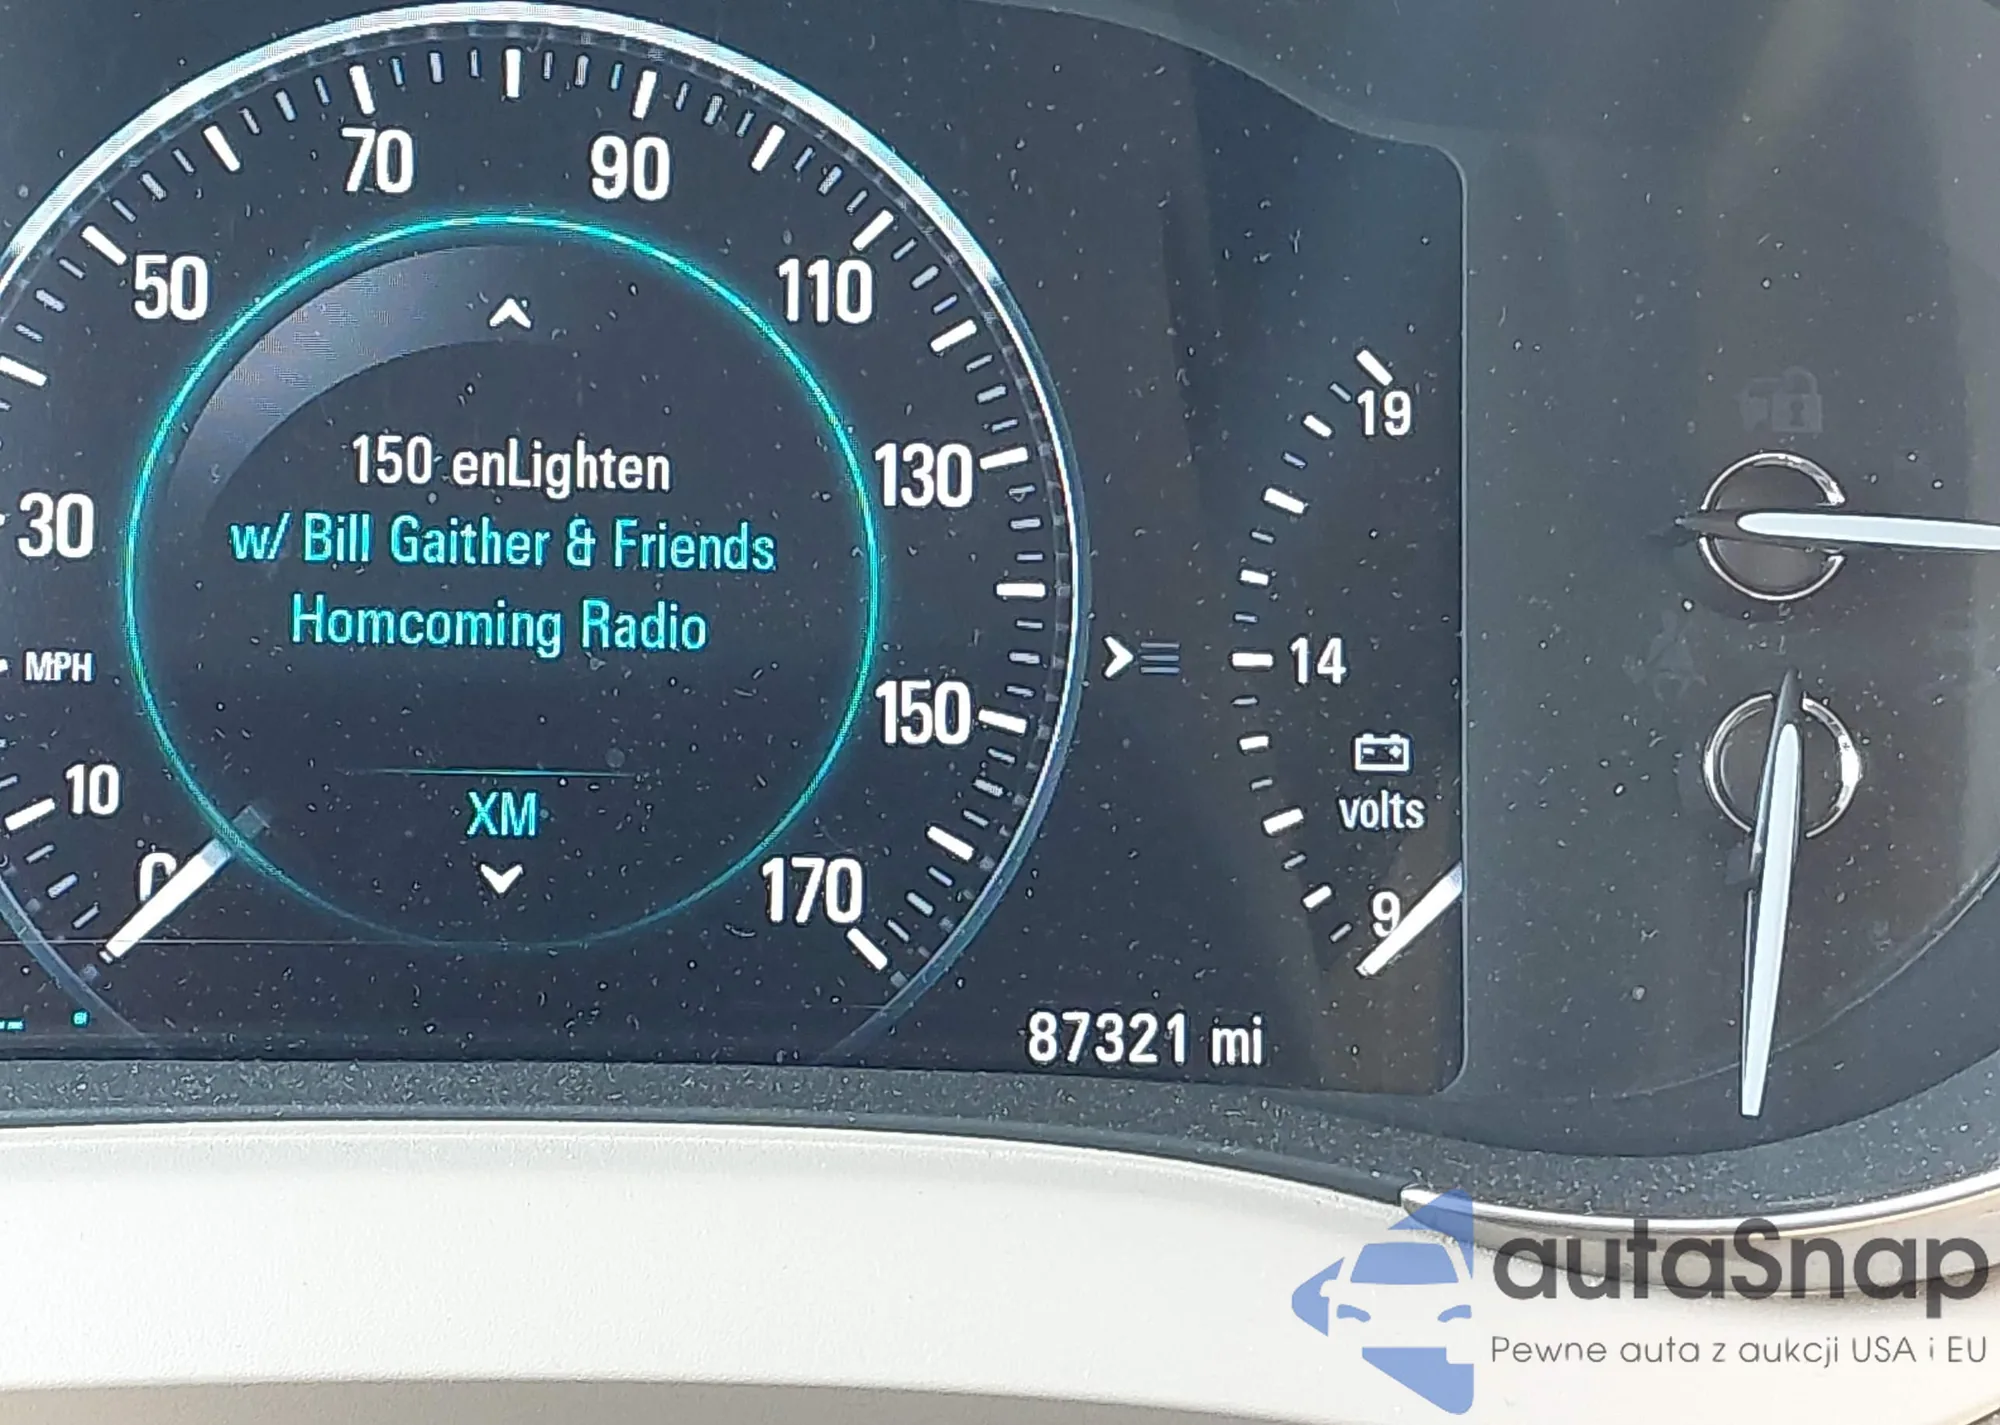 70
90
50
110
19
150 enLighten
130
30
w/ Bill Gaither & Friends
Homcoming Radio
MPH
14
150
10
XM
volts
0
170
9
87321 mi
autaSnap
Pewne auta z aukcji USA i EU